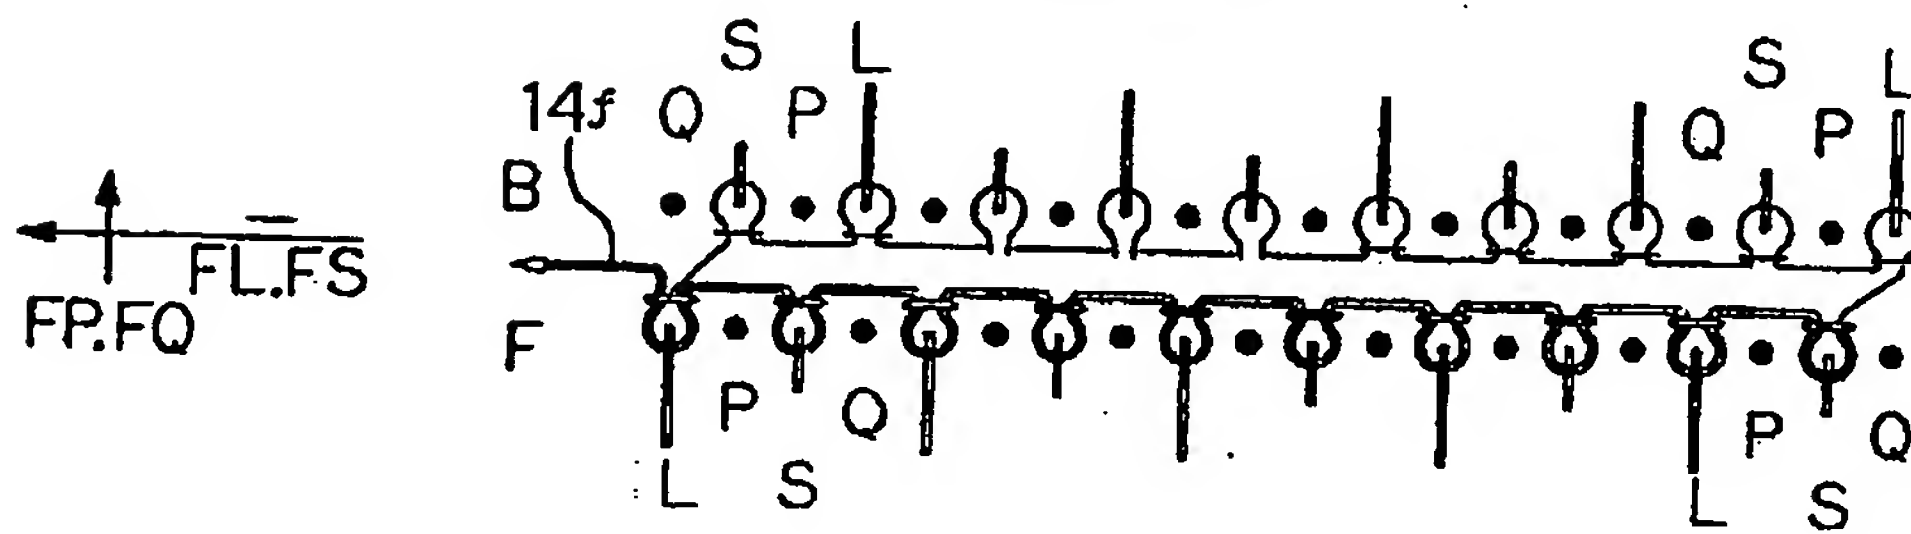 S L S L
14f Q P Q P
B
FL.FS
FP.FQ F
P Q P Q
L S L S